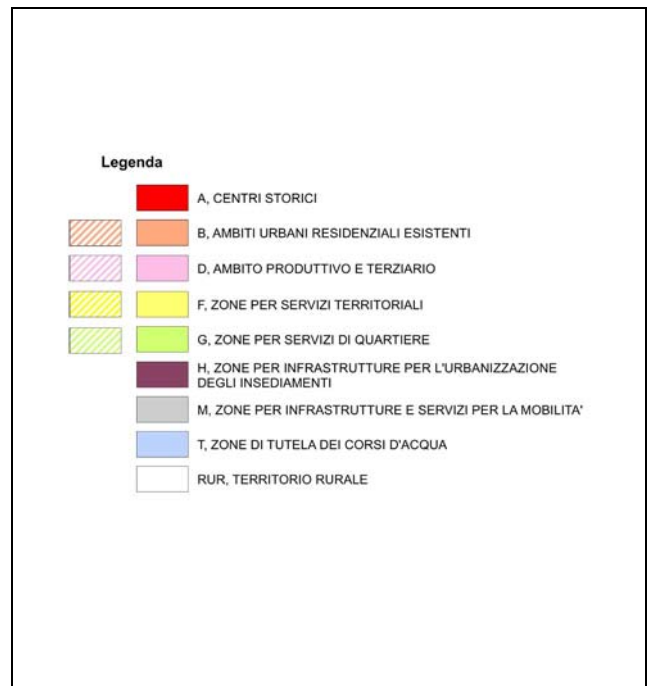 Legenda
A, CENTRI STORICI
B, AMBITI URBANI RESIDENZIALI ESISTENTI
D, AMBITO PRODUTTIVO E TERZIARIO
F, ZONE PER SERVIZI TERRITORIALI
G, ZONE PER SERVIZI DI QUARTIERE
H, ZONE PER INFRASTRUTTURE PER L'URBANIZZAZIONE
DEGLI INSEDIAMENTI
M, ZONE PER INFRASTRUTTURE E SERVIZI PER LA MOBILITA'
T, ZONE DI TUTELA DEI CORSI D'ACQUA
RUR, TERRITORIO RURALE